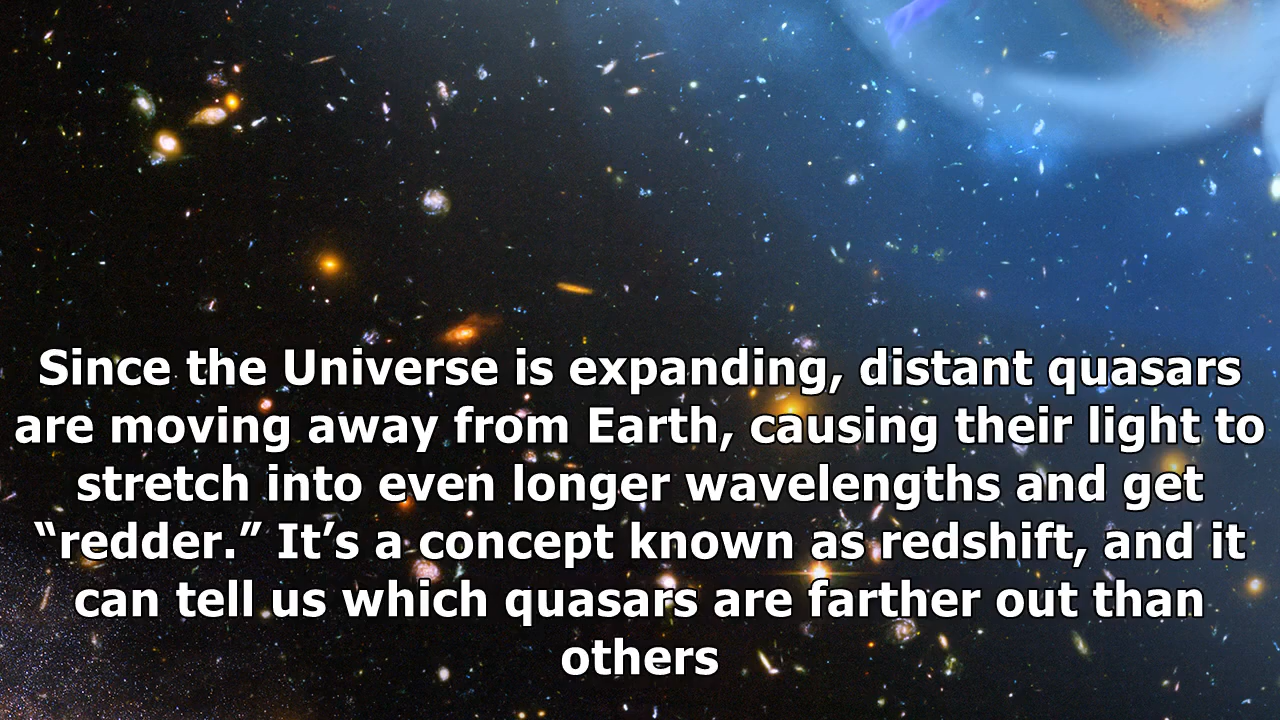 Since the Universe is expanding, distant quasars
are moving away from Earth, causing their light to
stretch into even longer wavelengths and get
“redder.” It’s a concept known as redshift, and it
can tell us which quasars are farther out than
others